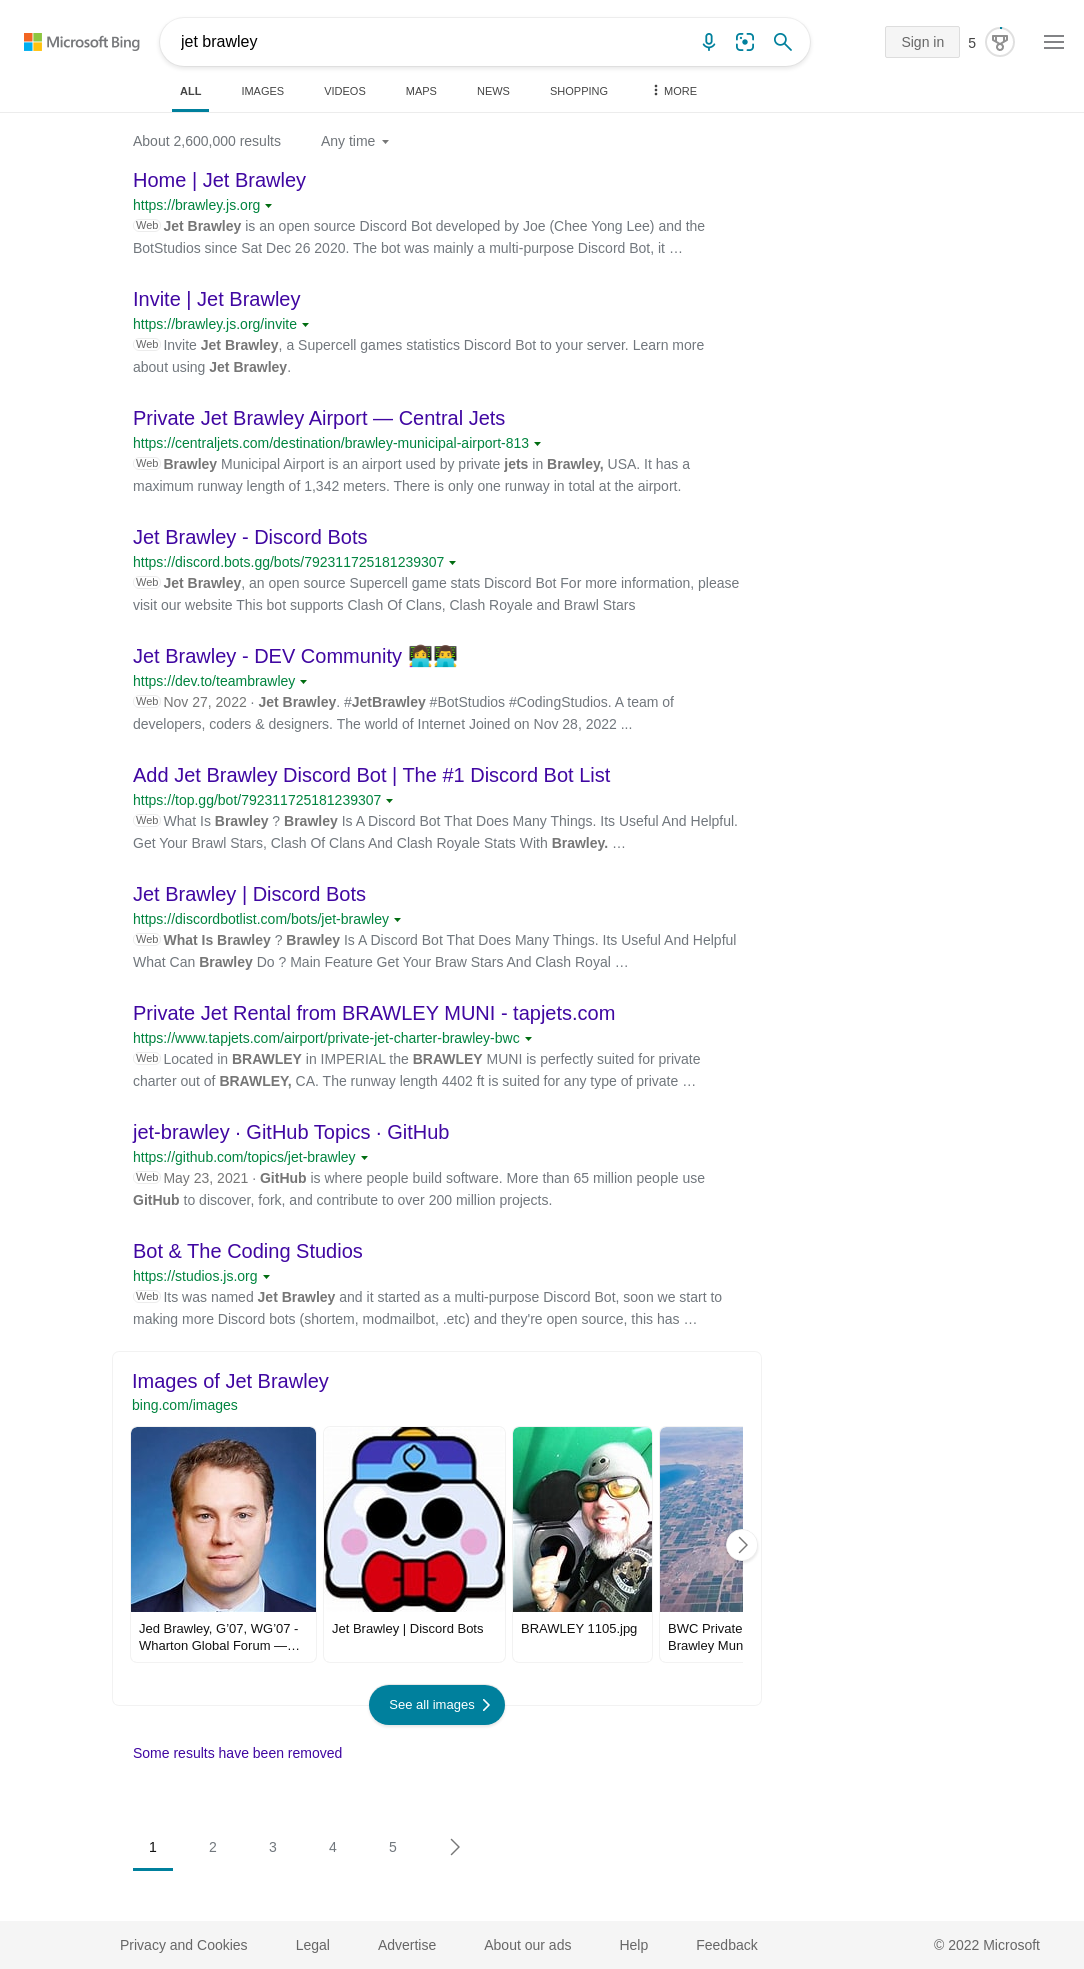 Microsoft Bing
jet brawley
Sign in
5
ALL
IMAGES
VIDEOS
MAPS
NEWS
SHOPPING
MORE
About 2,600,000 results
Any time
Home | Jet Brawley
https://brawley.js.org
Web Jet Brawley is an open source Discord Bot developed by Joe (Chee Yong Lee) and the
BotStudios since Sat Dec 26 2020. The bot was mainly a multi-purpose Discord Bot, it …
Invite | Jet Brawley
https://brawley.js.org/invite
Web Invite Jet Brawley, a Supercell games statistics Discord Bot to your server. Learn more
about using Jet Brawley.
Private Jet Brawley Airport — Central Jets
https://centraljets.com/destination/brawley-municipal-airport-813
Web Brawley Municipal Airport is an airport used by private jets in Brawley, USA. It has a
maximum runway length of 1,342 meters. There is only one runway in total at the airport.
Jet Brawley - Discord Bots
https://discord.bots.gg/bots/792311725181239307
Web Jet Brawley, an open source Supercell game stats Discord Bot For more information, please
visit our website This bot supports Clash Of Clans, Clash Royale and Brawl Stars
Jet Brawley - DEV Community 👩‍💻👨‍💻
https://dev.to/teambrawley
Web Nov 27, 2022 · Jet Brawley. #JetBrawley #BotStudios #CodingStudios. A team of
developers, coders & designers. The world of Internet Joined on Nov 28, 2022 ...
Add Jet Brawley Discord Bot | The #1 Discord Bot List
https://top.gg/bot/792311725181239307
Web What Is Brawley ? Brawley Is A Discord Bot That Does Many Things. Its Useful And Helpful.
Get Your Brawl Stars, Clash Of Clans And Clash Royale Stats With Brawley. …
Jet Brawley | Discord Bots
https://discordbotlist.com/bots/jet-brawley
Web What Is Brawley ? Brawley Is A Discord Bot That Does Many Things. Its Useful And Helpful
What Can Brawley Do ? Main Feature Get Your Braw Stars And Clash Royal …
Private Jet Rental from BRAWLEY MUNI - tapjets.com
https://www.tapjets.com/airport/private-jet-charter-brawley-bwc
Web Located in BRAWLEY in IMPERIAL the BRAWLEY MUNI is perfectly suited for private
charter out of BRAWLEY, CA. The runway length 4402 ft is suited for any type of private …
jet-brawley · GitHub Topics · GitHub
https://github.com/topics/jet-brawley
Web May 23, 2021 · GitHub is where people build software. More than 65 million people use
GitHub to discover, fork, and contribute to over 200 million projects.
Bot & The Coding Studios
https://studios.js.org
Web Its was named Jet Brawley and it started as a multi-purpose Discord Bot, soon we start to
making more Discord bots (shortem, modmailbot, .etc) and they're open source, this has …
Images of Jet Brawley
bing.com/images
Jed Brawley, G'07, WG'07 -
Wharton Global Forum —…
Jet Brawley | Discord Bots
BRAWLEY 1105.jpg
BWC Private
Brawley Mun
See all images
Some results have been removed
1
2
3
4
5
Privacy and Cookies
Legal
Advertise
About our ads
Help
Feedback
© 2022 Microsoft